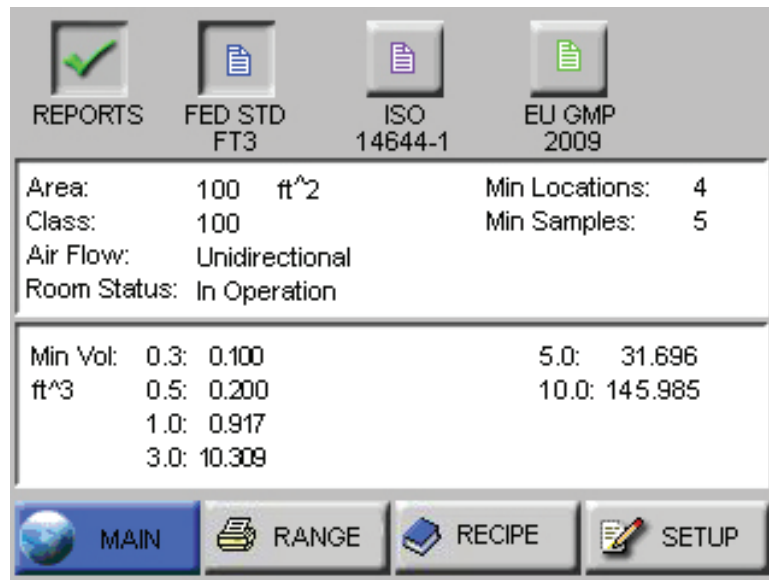 REPORTS
FED STD
FT3
ISO
14644-1
EU GMP
2009
Area: 100 ft^2 Min Locations: 4
Class: 100 Min Samples: 5
Air Flow: Unidirectional
Room Status: In Operation
Min Vol: 0.3: 0.100 5.0: 31.696
ft^3 0.5: 0.200 10.0: 145.985
1.0: 0.917
3.0: 10.309
MAIN RANGE RECIPE SETUP